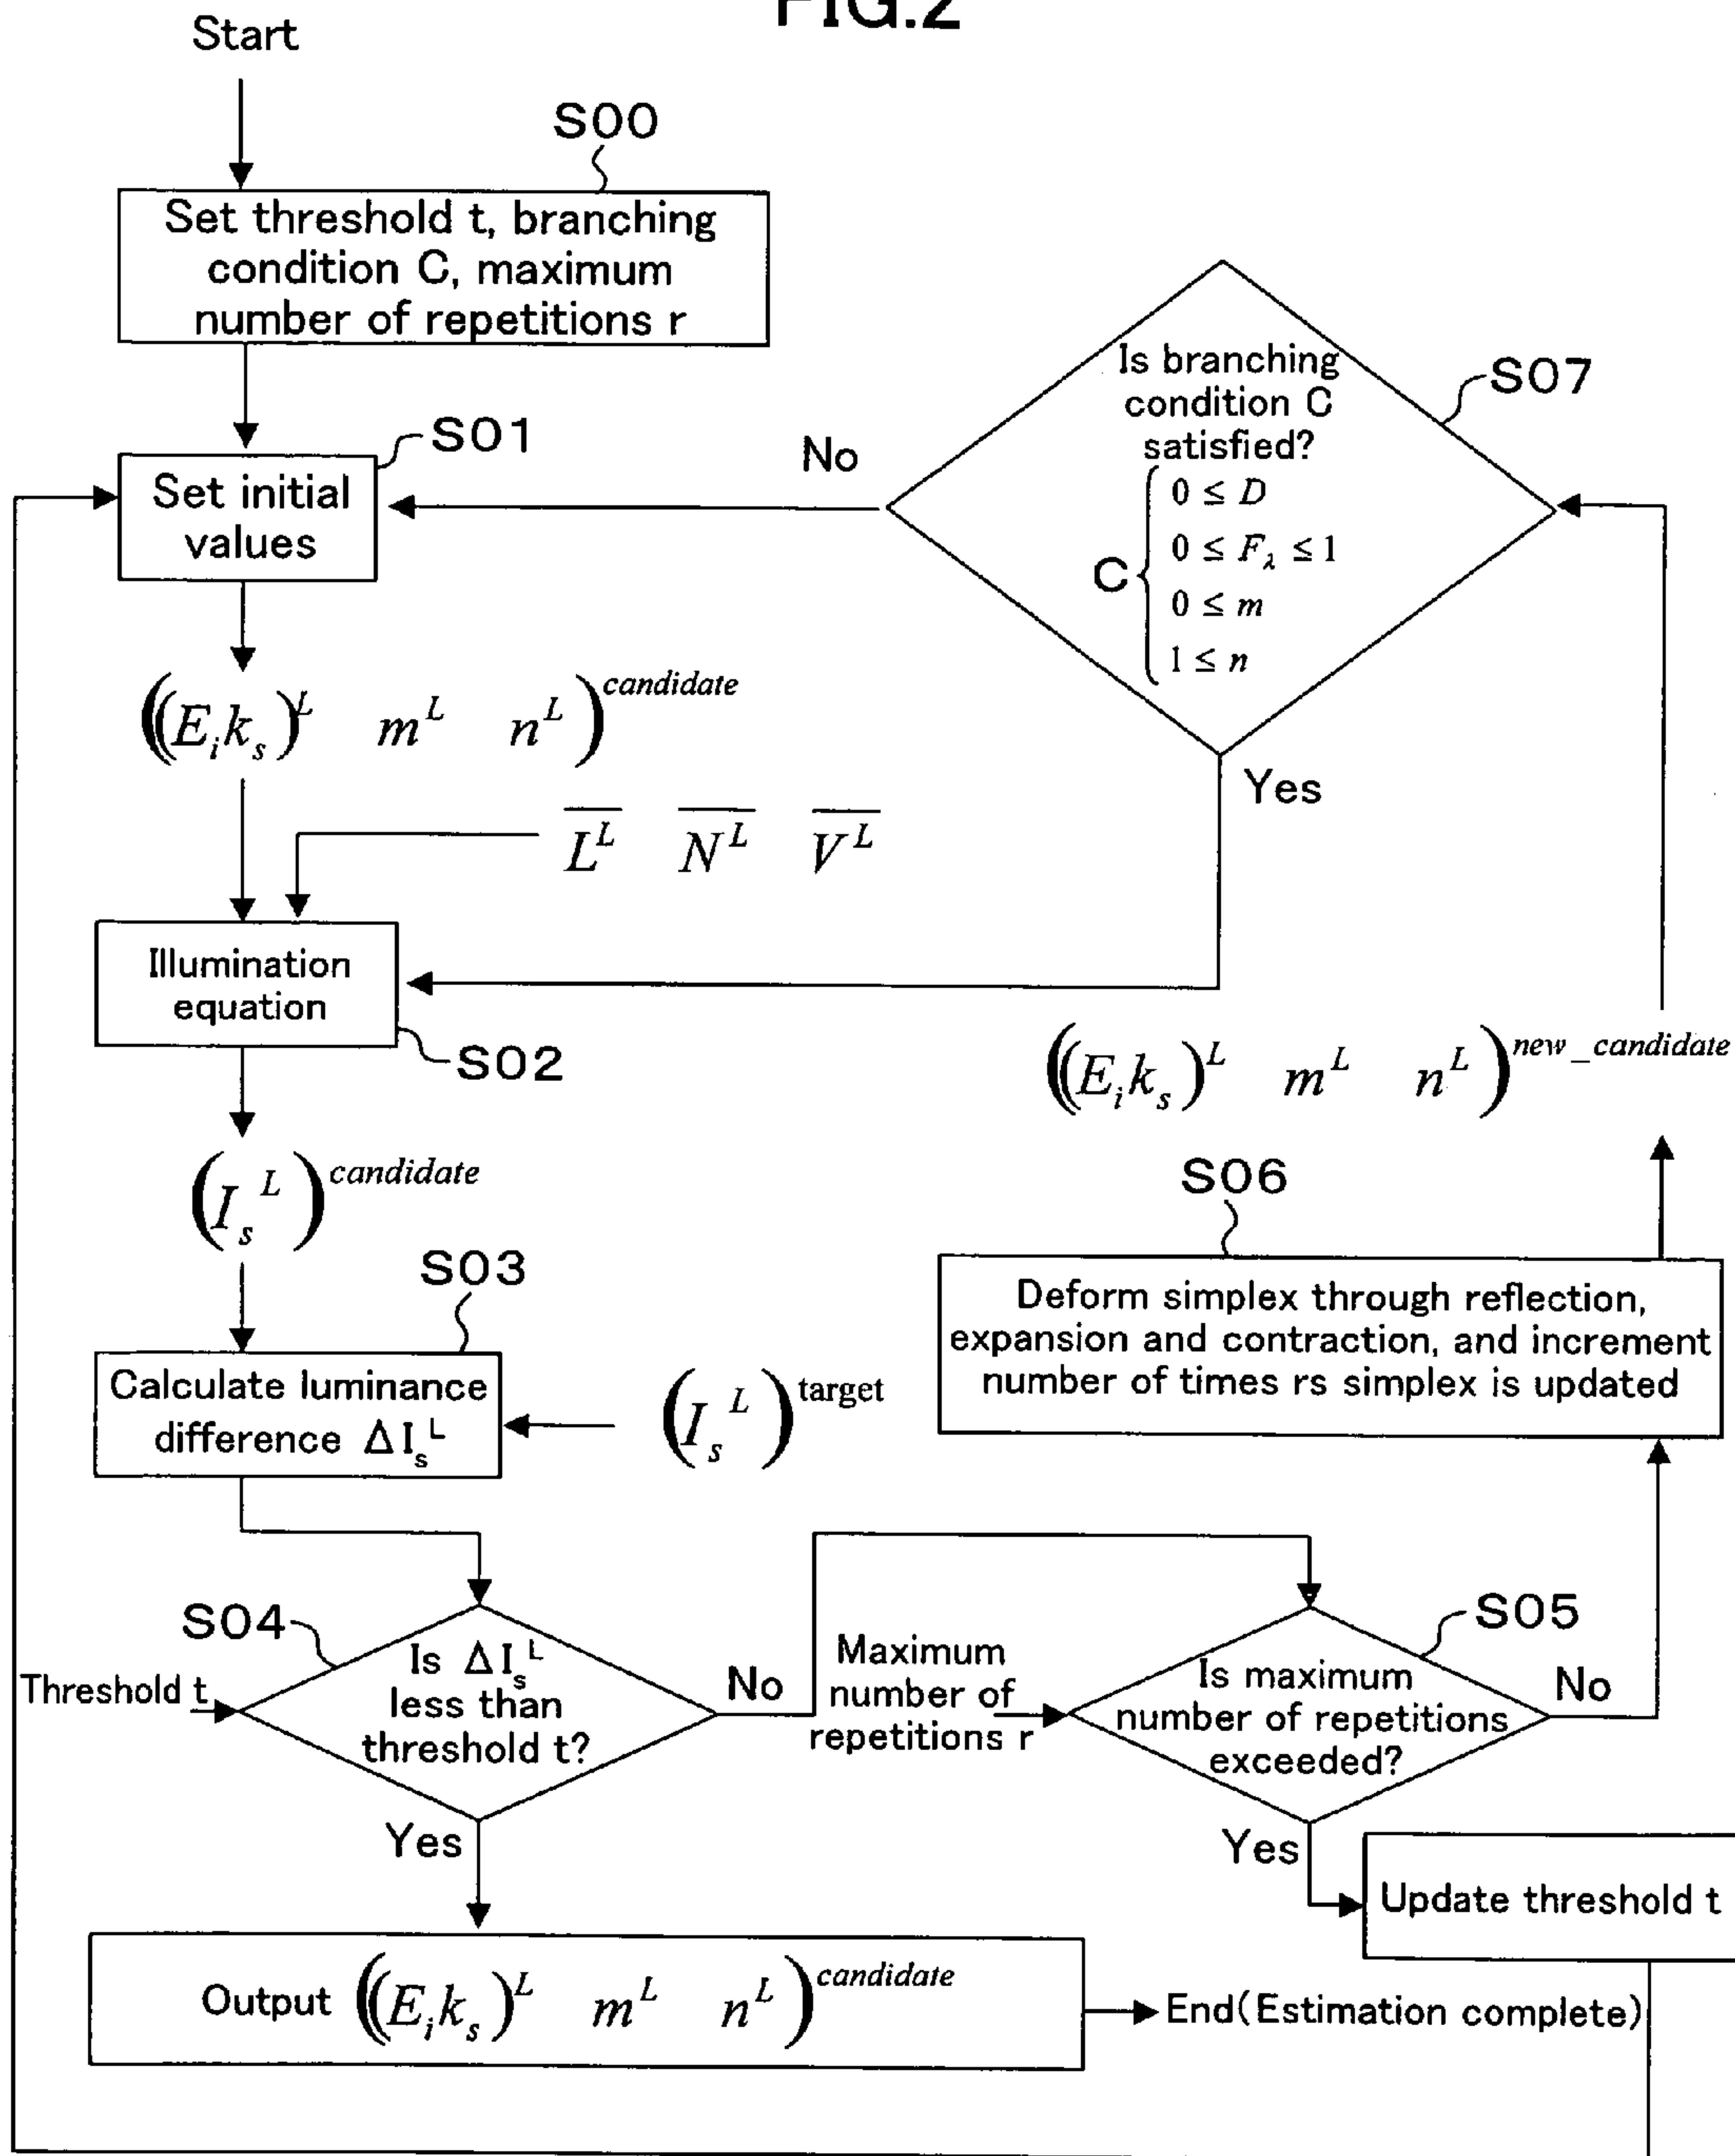 FIG.2
Start
S00
Set threshold t, branching
condition C, maximum
number of repetitions r
S01
Set initial
values
No
Is branching
condition C
satisfied?
S07
C { 0 ≤ D
0 ≤ F_λ ≤ 1
0 ≤ m
1 ≤ n
Yes
((E_i k_s)^L m^L n^L)^candidate
\overline{L^L} \overline{N^L} \overline{V^L}
Illumination
equation
S02
((E_i k_s)^L m^L n^L)^new_candidate
(I_s^L)^candidate
S06
Deform simplex through reflection,
expansion and contraction, and increment
number of times rs simplex is updated
S03
Calculate luminance
difference ΔI_s^L
(I_s^L)^target
S04
Threshold t
Is ΔI_s^L
less than
threshold t?
No
Maximum
number of
repetitions r
S05
Is maximum
number of repetitions
exceeded?
No
Yes
Yes
Update threshold t
Output ((E_i k_s)^L m^L n^L)^candidate
End(Estimation complete)